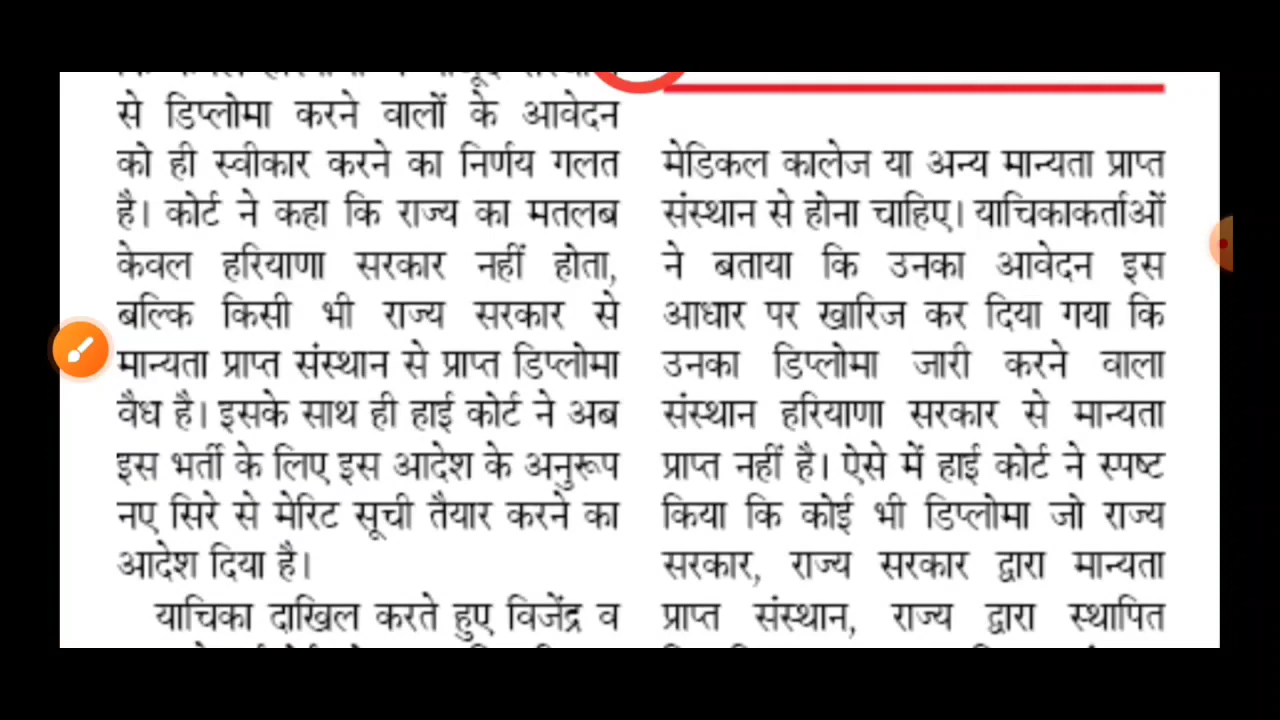 से डिप्लोमा करने वालों के आवेदन
को ही स्वीकार करने का निर्णय गलत
है। कोर्ट ने कहा कि राज्य का मतलब
केवल हरियाणा सरकार नहीं होता,
बल्कि किसी भी राज्य सरकार से
मान्यता प्राप्त संस्थान से प्राप्त डिप्लोमा
वैध है। इसके साथ ही हाई कोर्ट ने अब
इस भर्ती के लिए इस आदेश के अनुरूप
नए सिरे से मेरिट सूची तैयार करने का
आदेश दिया है।
याचिका दाखिल करते हुए विजेंद्र व
मेडिकल कालेज या अन्य मान्यता प्राप्त
संस्थान से होना चाहिए। याचिकाकर्ताओं
ने बताया कि उनका आवेदन इस
आधार पर खारिज कर दिया गया कि
उनका डिप्लोमा जारी करने वाला
संस्थान हरियाणा सरकार से मान्यता
प्राप्त नहीं है। ऐसे में हाई कोर्ट ने स्पष्ट
किया कि कोई भी डिप्लोमा जो राज्य
सरकार, राज्य सरकार द्वारा मान्यता
प्राप्त संस्थान, राज्य द्वारा स्थापित